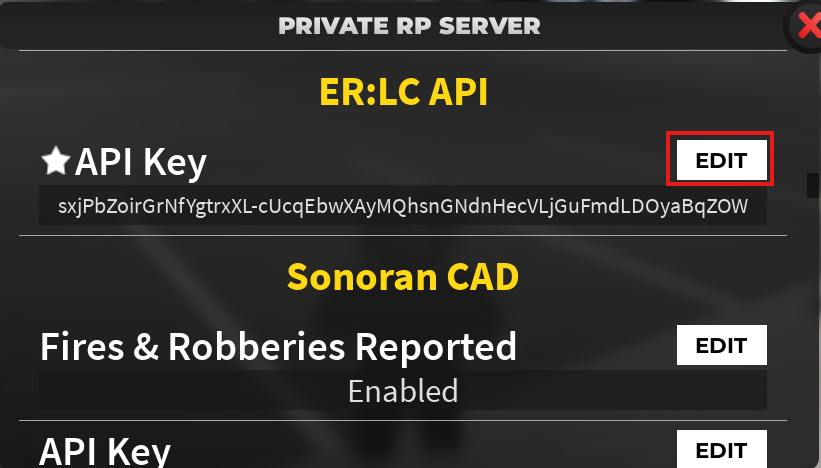 PRIVATE RP SERVER
ER:LC API
API Key
EDIT
sxjPbZoirGrNfYgtrxXL-cUcqEbwXAyMQhsnGNdnHecVLjGuFmdLDOyaBqZOW
Sonoran CAD
Fires & Robberies Reported
EDIT
Enabled
API Key
EDIT